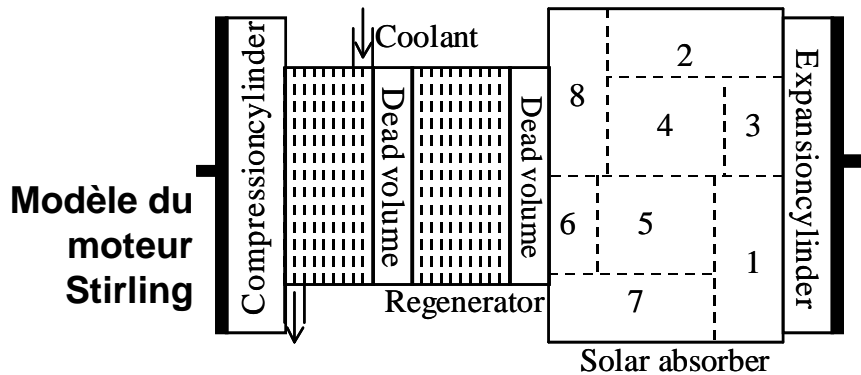 Modèle du
moteur
Stirling
Compressioncylinder
Coolant
Dead volume
Regenerator
Dead volume
8
2
4
3
6
5
1
7
Solar absorber
Expansioncylinder